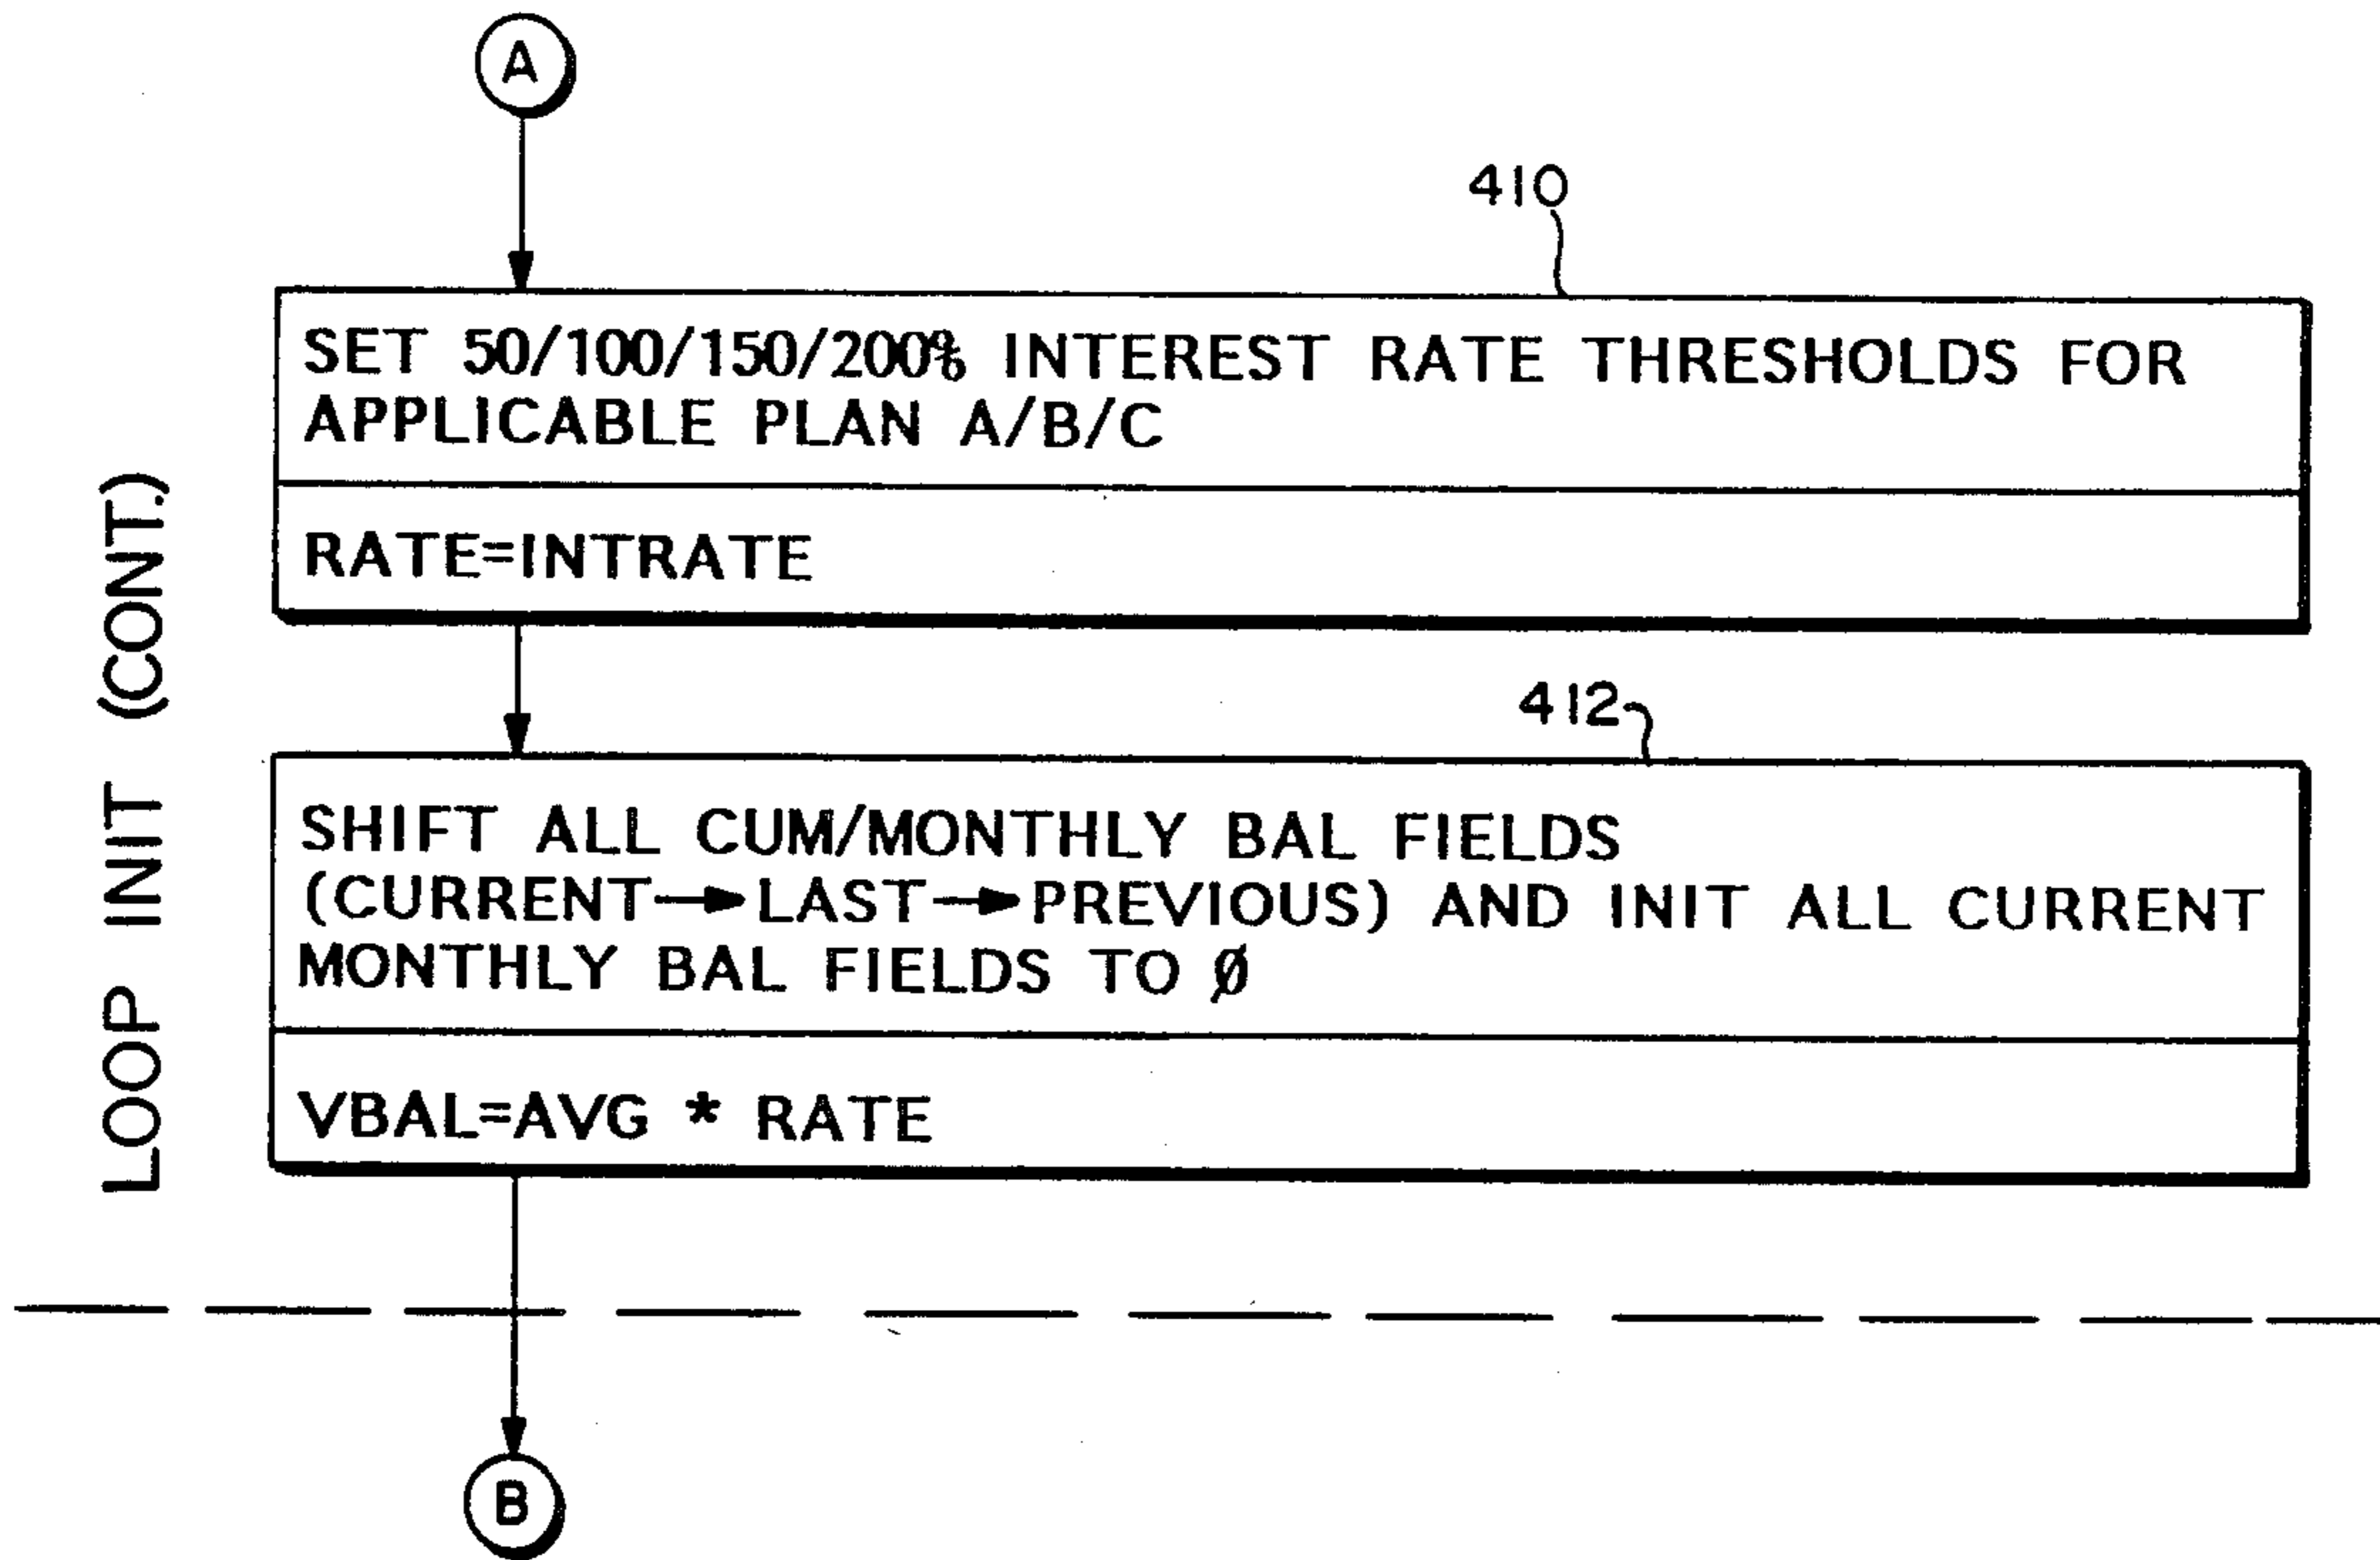 A
410
SET 50/100/150/200% INTEREST RATE THRESHOLDS FOR
APPLICABLE PLAN A/B/C
RATE=INTRATE
LOOP INIT (CONT.)
412
SHIFT ALL CUM/MONTHLY BAL FIELDS
(CURRENT→LAST→PREVIOUS) AND INIT ALL CURRENT
MONTHLY BAL FIELDS TO Ø
VBAL=AVG * RATE
B